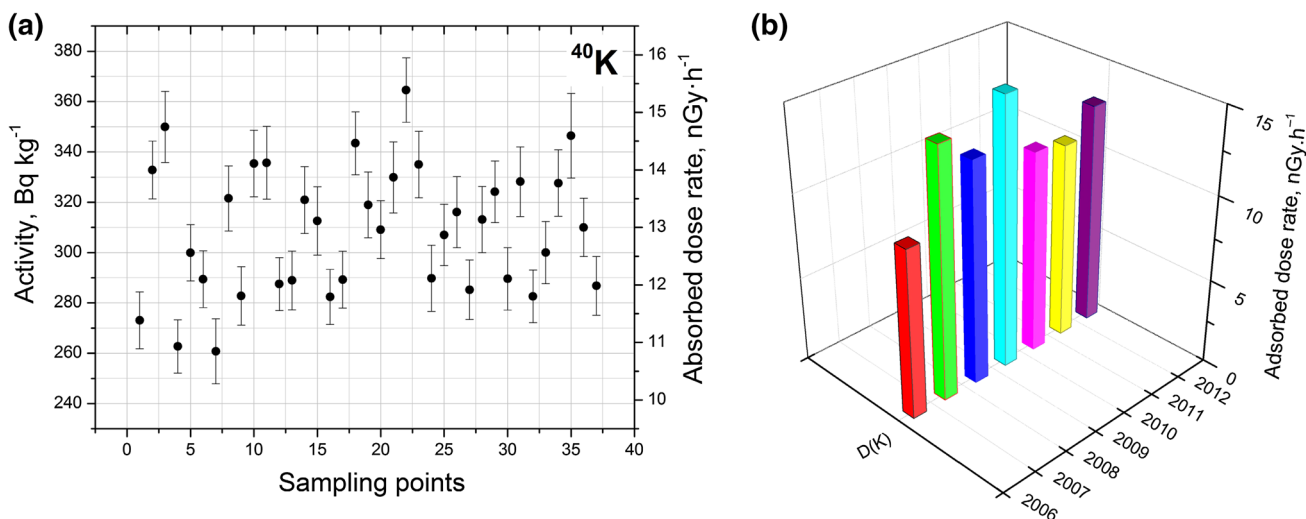 (a)
⁴⁰K
Activity, Bq kg⁻¹
380
360
340
320
300
280
260
240
0 5 10 15 20 25 30 35 40
Sampling points
16
15
14
13
12
11
10
Absorbed dose rate, nGy·h⁻¹
(b)
15
10
5
0
Adsorbed dose rate, nGy.h⁻¹
D(K)
2006
2007
2008
2009
2010
2011
2012